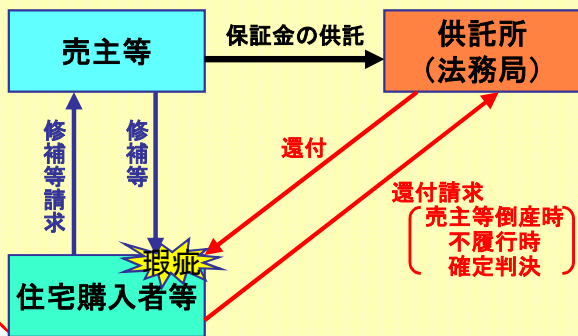 売主等
保証金の供託
供託所
（法務局）
修補等請求
修補等
還付
還付請求
売主等倒産時
不履行時
確定判決
瑕疵
住宅購入者等